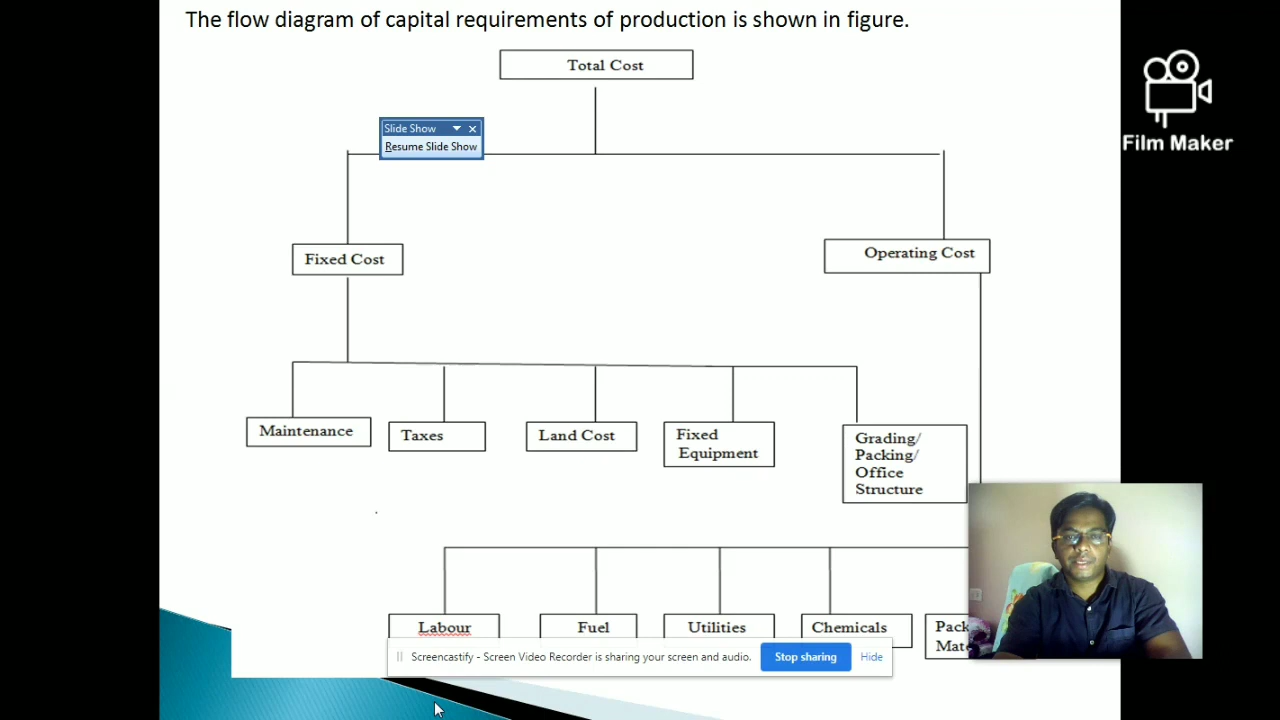 The flow diagram of capital requirements of production is shown in figure.
Total Cost
Film Maker
Slide Show
Resume Slide Show
Fixed Cost
Operating Cost
Maintenance
Taxes
Land Cost
Fixed
Equipment
Grading/
Packing/
Office
Structure
Labour
Fuel
Utilities
Chemicals
Screencastify - Screen Video Recorder is sharing your screen and audio.
Stop sharing
Hide